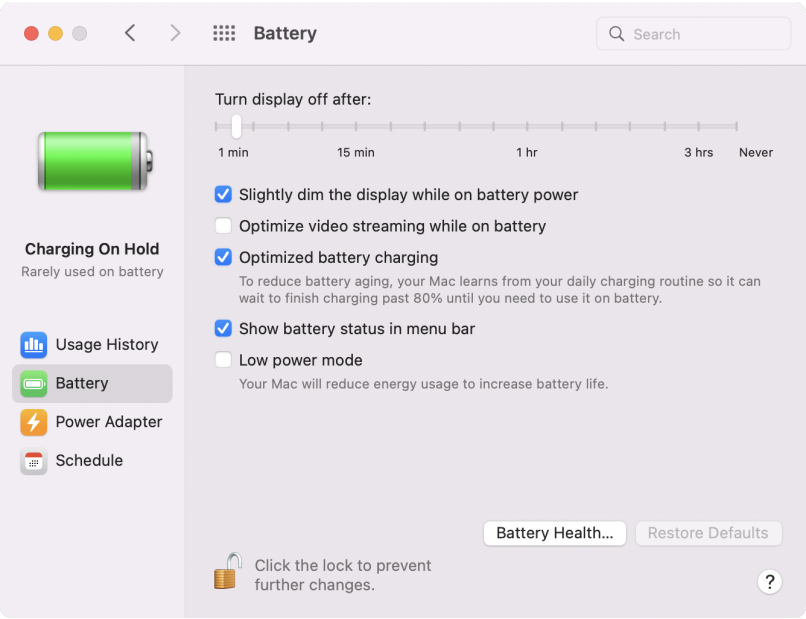 Battery
Search
Charging On Hold
Rarely used on battery
Usage History
Battery
Power Adapter
Schedule
Turn display off after:
1 min 15 min 1 hr 3 hrs Never
Slightly dim the display while on battery power
Optimize video streaming while on battery
Optimized battery charging
To reduce battery aging, your Mac learns from your daily charging routine so it can
wait to finish charging past 80% until you need to use it on battery.
Show battery status in menu bar
Low power mode
Your Mac will reduce energy usage to increase battery life.
Battery Health... Restore Defaults
Click the lock to prevent
further changes.
?